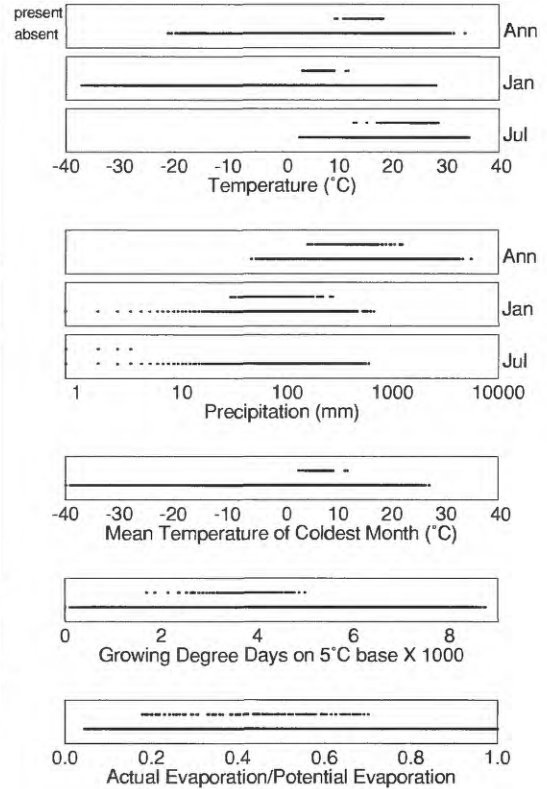 present
absent
Ann
Jan
Jul
-40 -30 -20 -10 0 10 20 30 40
Temperature (˚C)
Ann
Jan
Jul
1 10 100 1000 10000
Precipitation (mm)
-40 -30 -20 -10 0 10 20 30 40
Mean Temperature of Coldest Month (˚C)
0 2 4 6 8
Growing Degree Days on 5˚C base X 1000
0.0 0.2 0.4 0.6 0.8 1.0
Actual Evaporation/Potential Evaporation